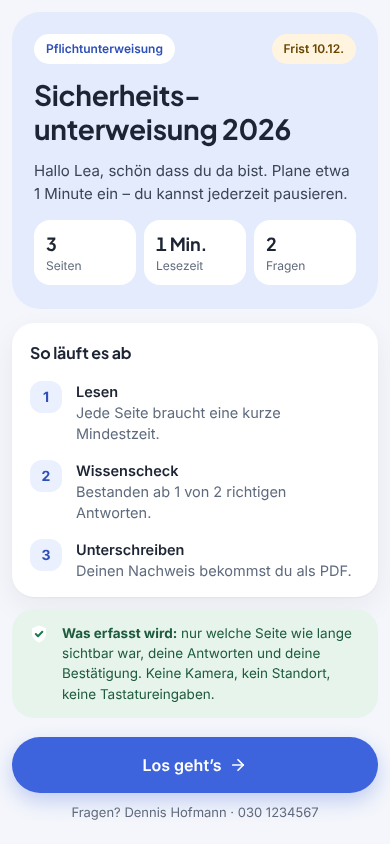 Pflichtunterweisung
Frist 10.12.
Sicherheits-
unterweisung 2026
Hallo Lea, schön dass du da bist. Plane etwa
1 Minute ein – du kannst jederzeit pausieren.
3
Seiten
1 Min.
Lesezeit
2
Fragen
So läuft es ab
1
Lesen
Jede Seite braucht eine kurze
Mindestzeit.
2
Wissenscheck
Bestanden ab 1 von 2 richtigen
Antworten.
3
Unterschreiben
Deinen Nachweis bekommst du als PDF.
Was erfasst wird: nur welche Seite wie lange
sichtbar war, deine Antworten und deine
Bestätigung. Keine Kamera, kein Standort,
keine Tastatureingaben.
Los geht’s →
Fragen? Dennis Hofmann · 030 1234567